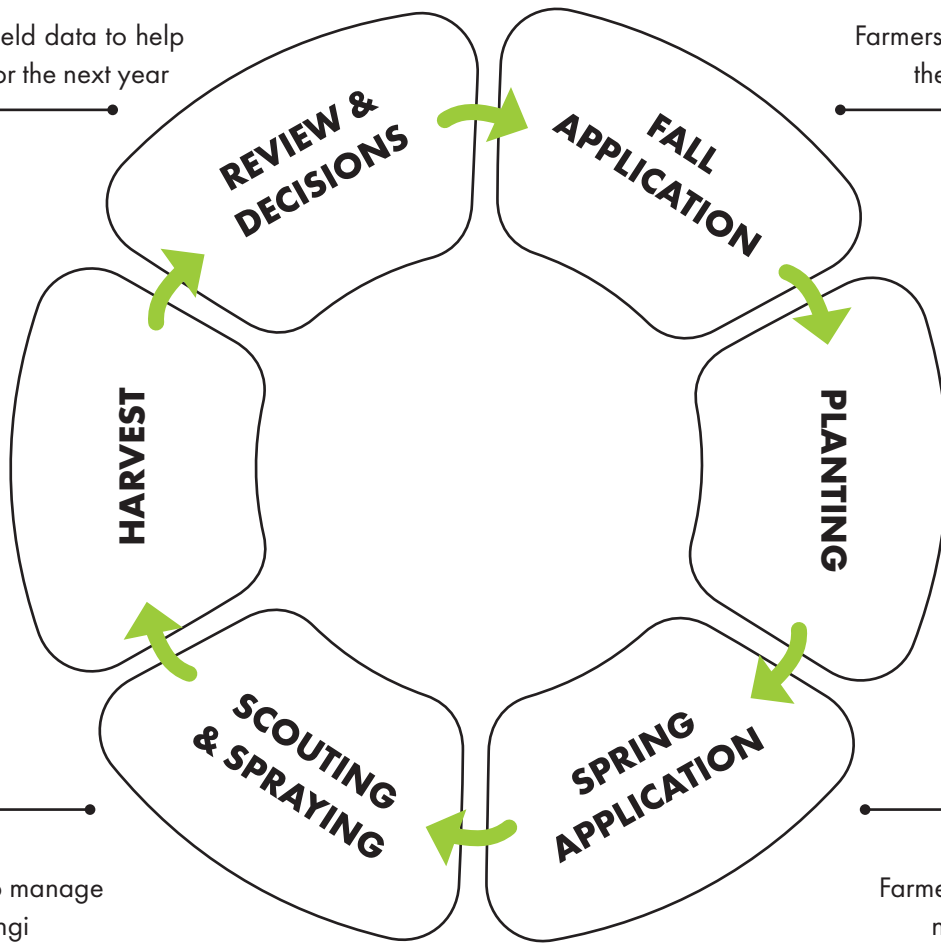 eld data to help
or the next year
Farmers
the
REVIEW &
DECISIONS
FALL
APPLICATION
HARVEST
PLANTING
SCOUTING
& SPRAYING
SPRING
APPLICATION
manage
ngi
Farme